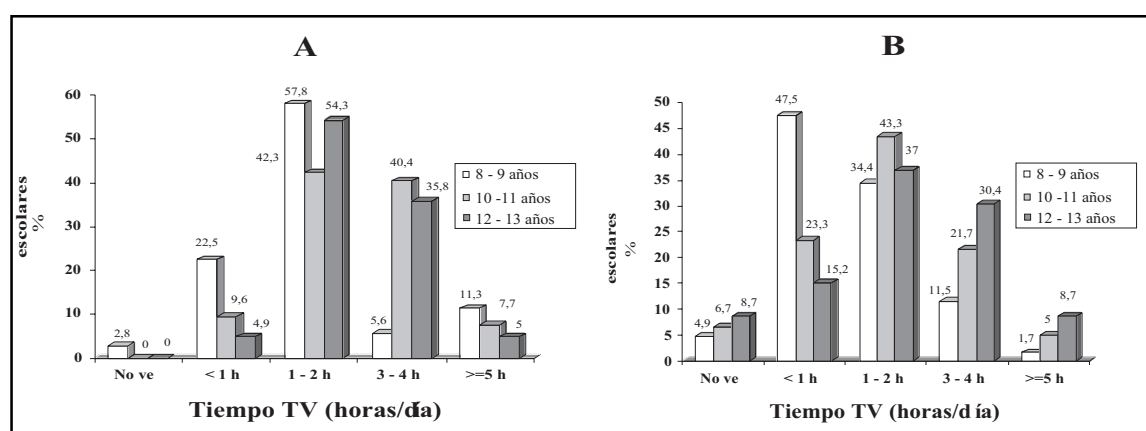 A
60
50
40
30
20
10
0
escolares
%
2,8
0
0
22,5
9,6
4,9
57,8
42,3
54,3
5,6
40,4
35,8
11,3
7,7
5
No ve
< 1 h
1 - 2 h
3 - 4 h
>=5 h
Tiempo TV (horas/día)
8 - 9 años
10 -11 años
12 - 13 años
B
50
45
40
35
30
25
20
15
10
5
0
escolares
%
4,9
6,7
8,7
47,5
23,3
15,2
34,4
43,3
37
11,5
21,7
30,4
1,7
5
8,7
No ve
< 1 h
1 - 2 h
3 - 4 h
>=5 h
Tiempo TV (horas/día)
8 - 9 años
10 -11 años
12 - 13 años